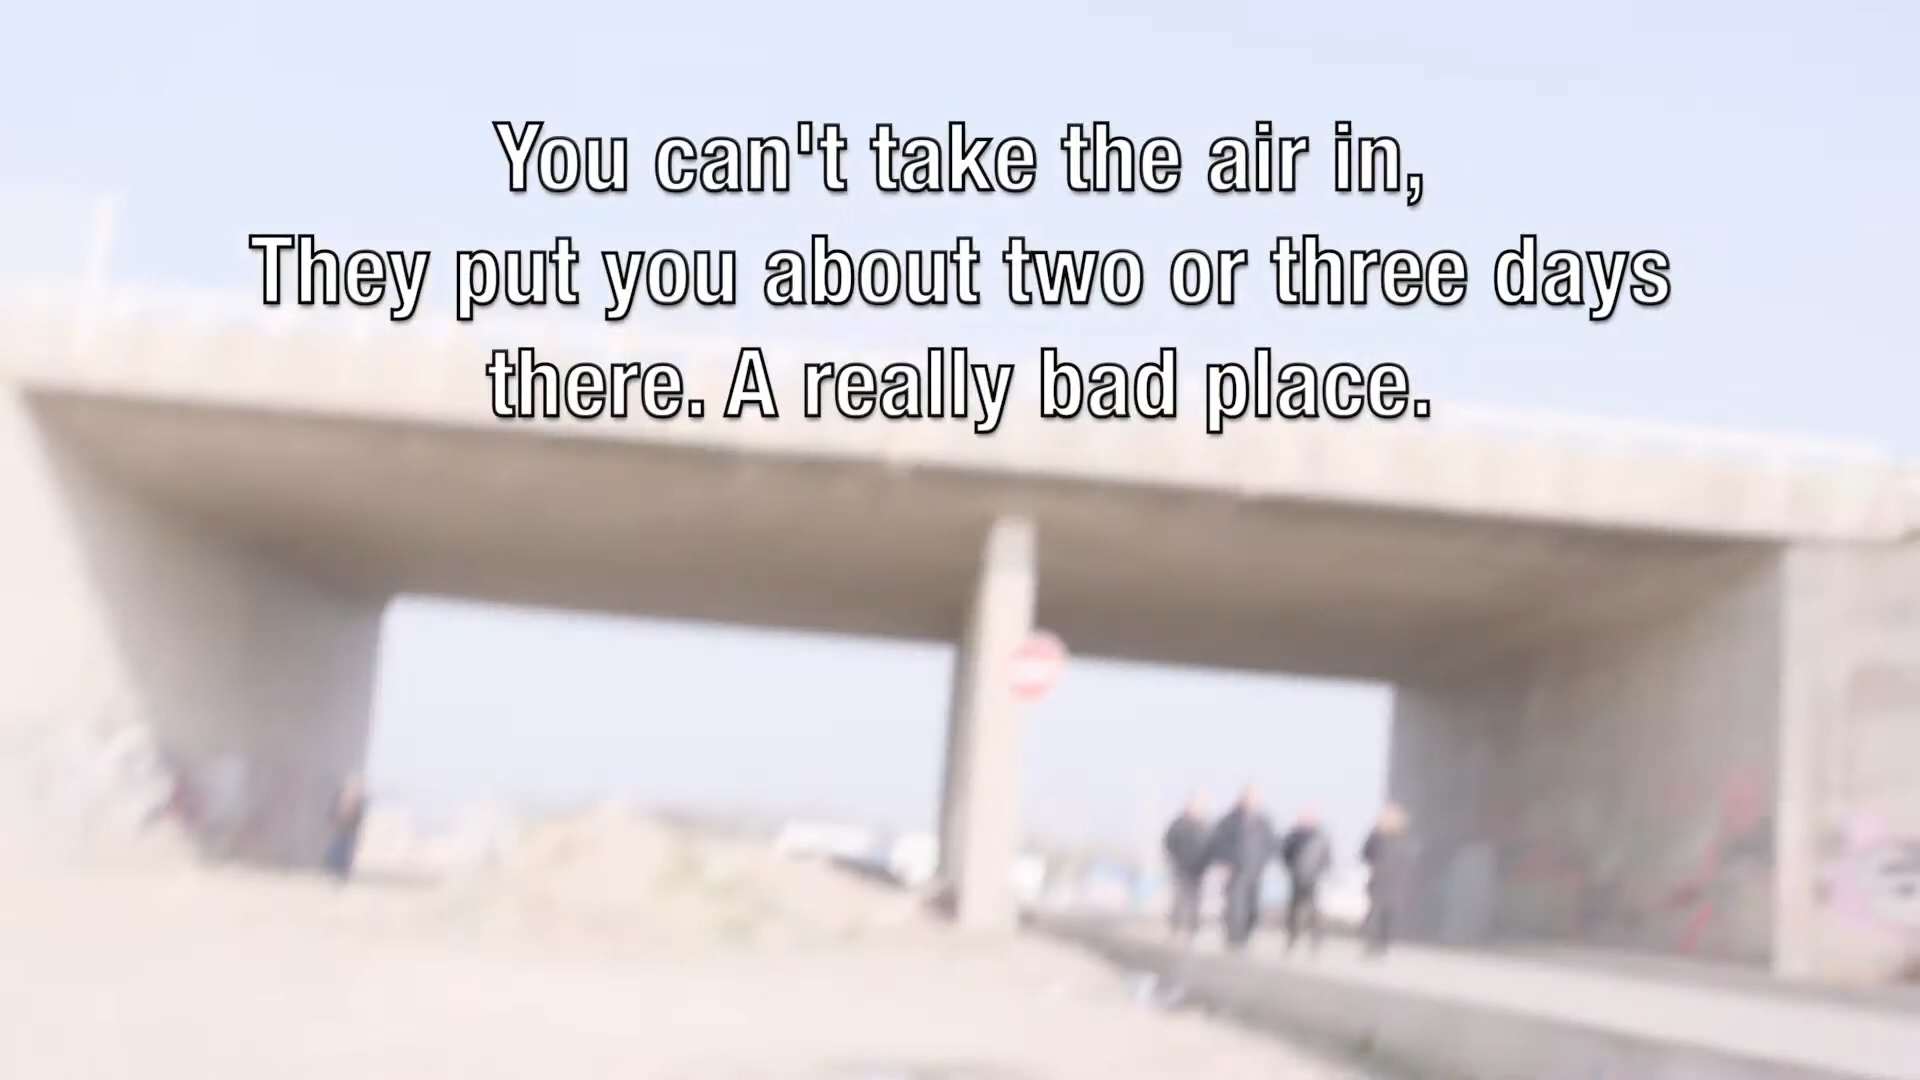 You can't take the air in,
They put you about two or three days
there. A really bad place.